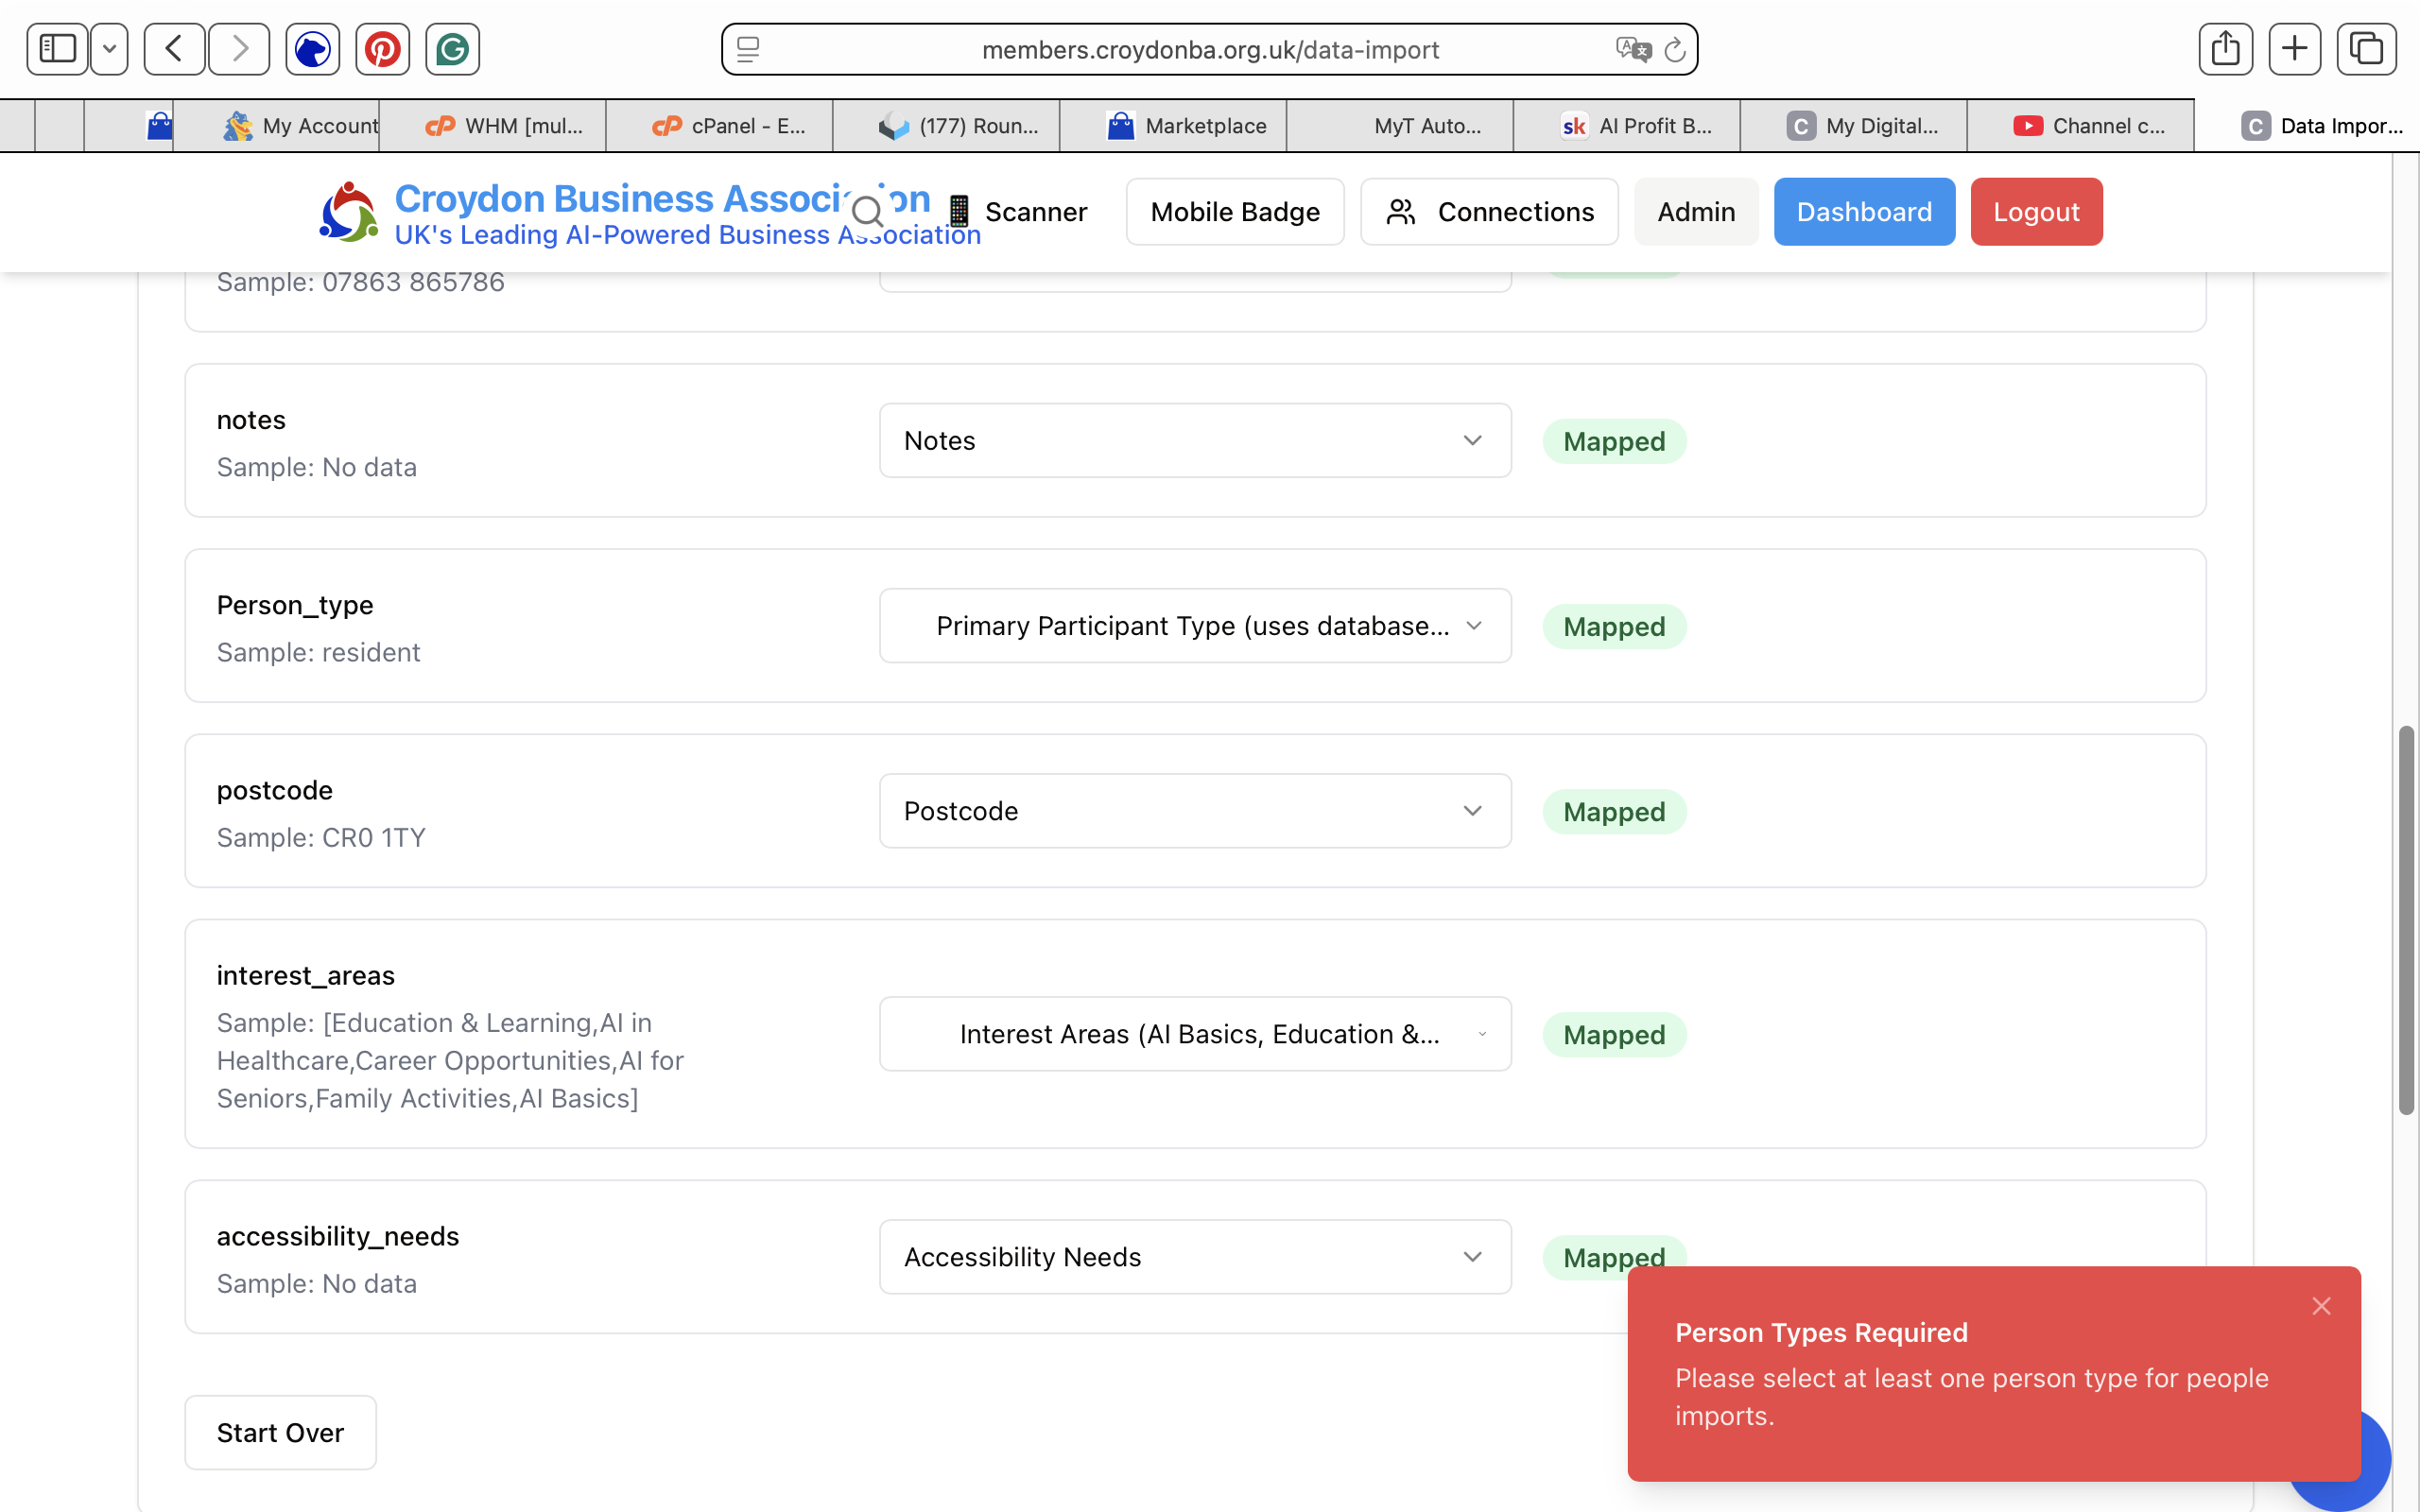 members.croydonba.org.uk/data-import
My Account
WHM [mul...
cPanel - E...
(177) Roun...
Marketplace
MyT Auto...
sk AI Profit B...
C My Digital...
Channel c...
C Data Impor...
Croydon Business Association
UK's Leading AI-Powered Business Association
Scanner
Mobile Badge
Connections
Admin
Dashboard
Logout
Sample: 07863 865786
notes
Sample: No data
Notes
Mapped
Person_type
Sample: resident
Primary Participant Type (uses database...
Mapped
postcode
Sample: CR0 1TY
Postcode
Mapped
interest_areas
Sample: [Education & Learning,AI in
Healthcare,Career Opportunities,AI for
Seniors,Family Activities,AI Basics]
Interest Areas (AI Basics, Education &...
Mapped
accessibility_needs
Sample: No data
Accessibility Needs
Mapped
Person Types Required
Please select at least one person type for people
imports.
Start Over